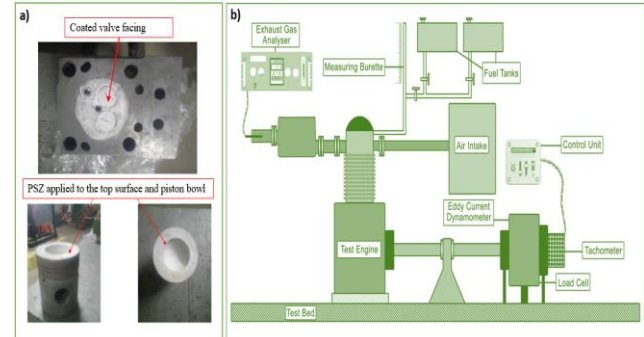 a)
Coated valve facing
PSZ applied to the top surface and piston bowl
b)
Exhaust Gas
Analyser
Measuring Burette
Fuel Tanks
Air Intake
Control Unit
Eddy Current
Dynamometer
Test Engine
Tachometer
Load Cell
Test Bed